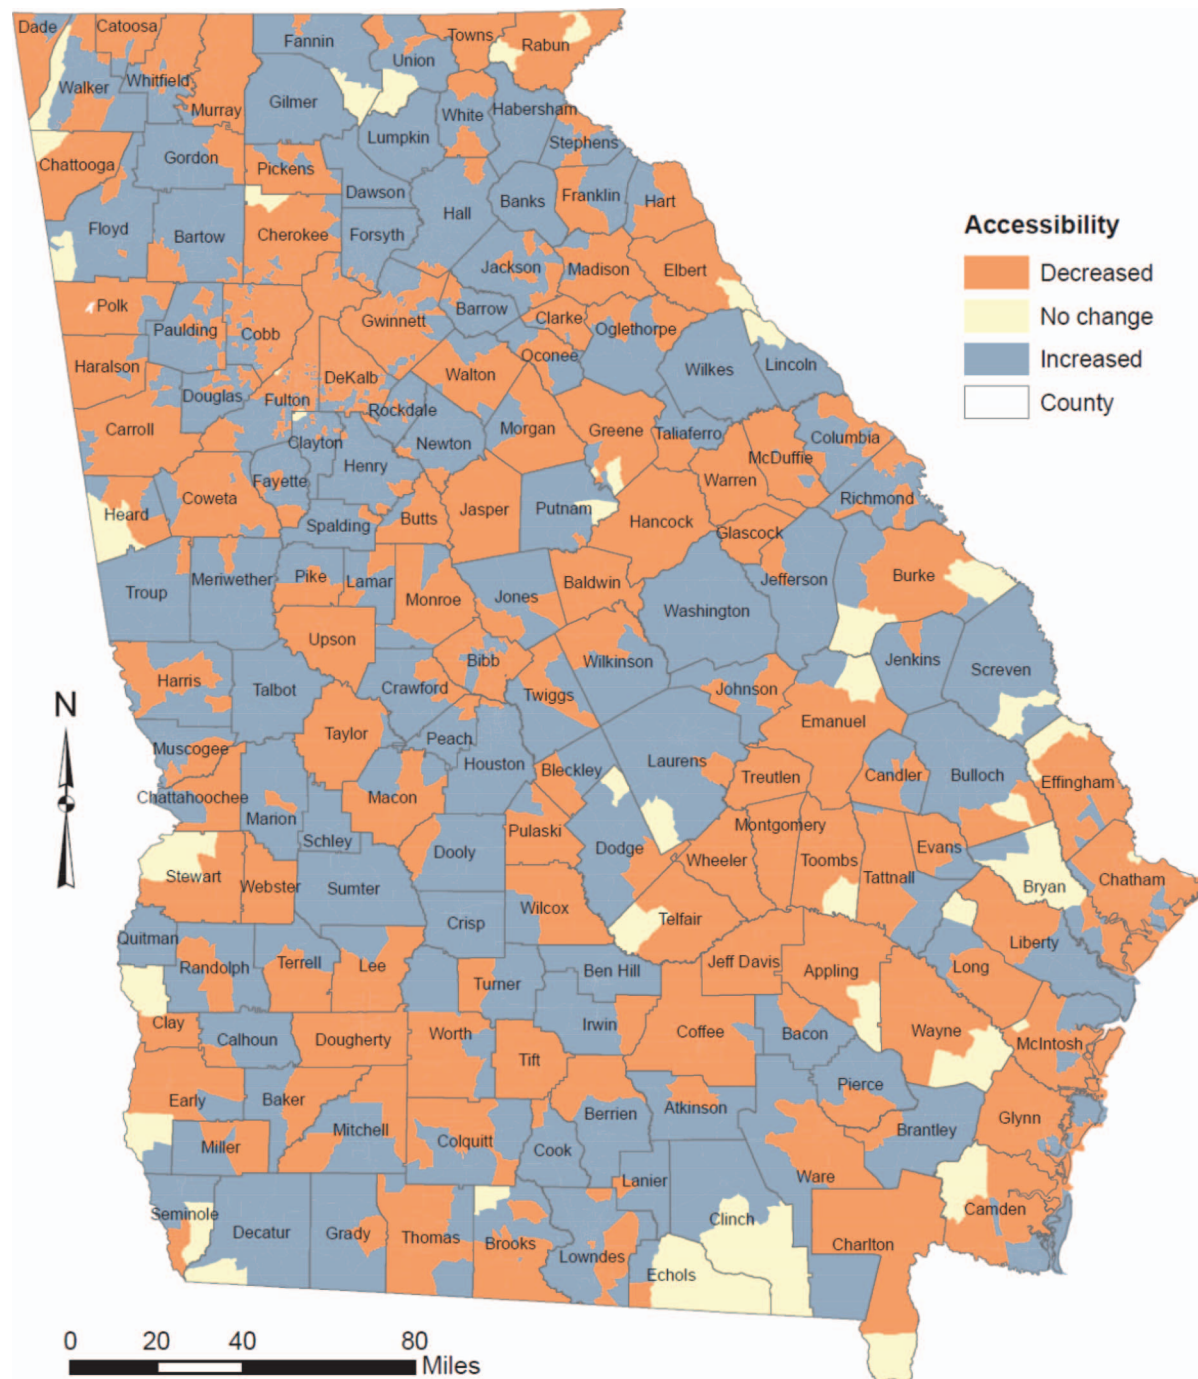 Dade
Catoosa
Fannin
Towns
Rabun
Union
Walker
Whitfield
Murray
Gilmer
White
Habersham
Lumpkin
Stephens
Chattooga
Gordon
Pickens
Dawson
Banks
Franklin
Hart
Floyd
Bartow
Cherokee
Forsyth
Hall
Jackson
Madison
Elbert
Polk
Paulding
Cobb
Gwinnett
Barrow
Clarke
Oglethorpe
Oconee
Haralson
Douglas
Fulton
DeKalb
Walton
Wilkes
Lincoln
Rockdale
Carroll
Clayton
Newton
Morgan
Greene
Taliaferro
Columbia
McDuffie
Henry
Fayette
Coweta
Heard
Spalding
Butts
Jasper
Putnam
Hancock
Warren
Richmond
Glascock
Troup
Meriwether
Pike
Lamar
Monroe
Jones
Baldwin
Washington
Jefferson
Burke
Upson
Bibb
Wilkinson
Jenkins
Screven
Harris
Talbot
Crawford
Twiggs
Johnson
Emanuel
Taylor
Peach
Muscogee
Houston
Bleckley
Laurens
Treutlen
Candler
Bulloch
Effingham
Chattahoochee
Marion
Macon
Schley
Dooly
Pulaski
Dodge
Montgomery
Wheeler
Toombs
Tattnall
Evans
Bryan
Chatham
Stewart
Webster
Sumter
Crisp
Wilcox
Telfair
Quitman
Randolph
Terrell
Lee
Turner
Ben Hill
Jeff Davis
Appling
Long
Liberty
Clay
Calhoun
Dougherty
Worth
Tift
Irwin
Coffee
Bacon
Wayne
McIntosh
Early
Baker
Mitchell
Colquitt
Cook
Berrien
Atkinson
Pierce
Brantley
Glynn
Miller
Lanier
Ware
Seminole
Decatur
Grady
Thomas
Brooks
Lowndes
Echols
Clinch
Charlton
Camden
Accessibility
Decreased
No change
Increased
County
N
0 20 40 80
Miles